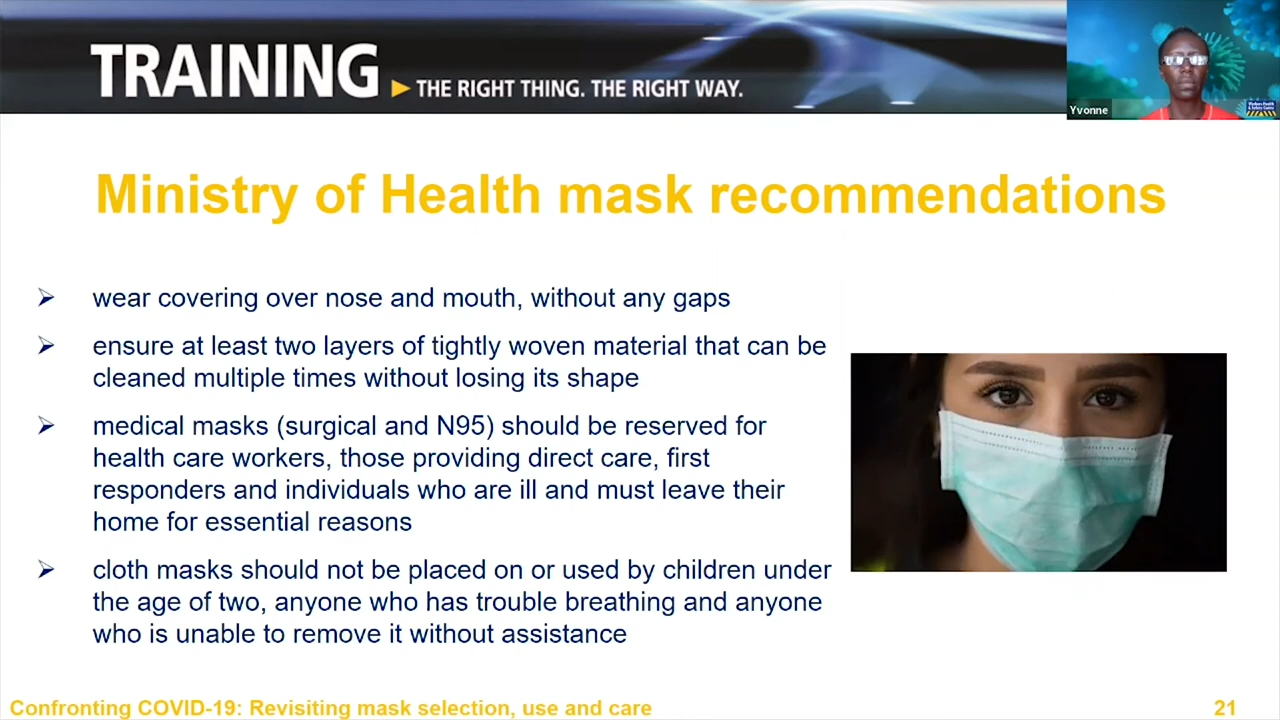 TRAINING
THE RIGHT THING. THE RIGHT WAY.
Yvonne
Workers Health
& Safety Centre
Ministry of Health mask recommendations
wear covering over nose and mouth, without any gaps
ensure at least two layers of tightly woven material that can be
cleaned multiple times without losing its shape
medical masks (surgical and N95) should be reserved for
health care workers, those providing direct care, first
responders and individuals who are ill and must leave their
home for essential reasons
cloth masks should not be placed on or used by children under
the age of two, anyone who has trouble breathing and anyone
who is unable to remove it without assistance
Confronting COVID-19: Revisiting mask selection, use and care
21